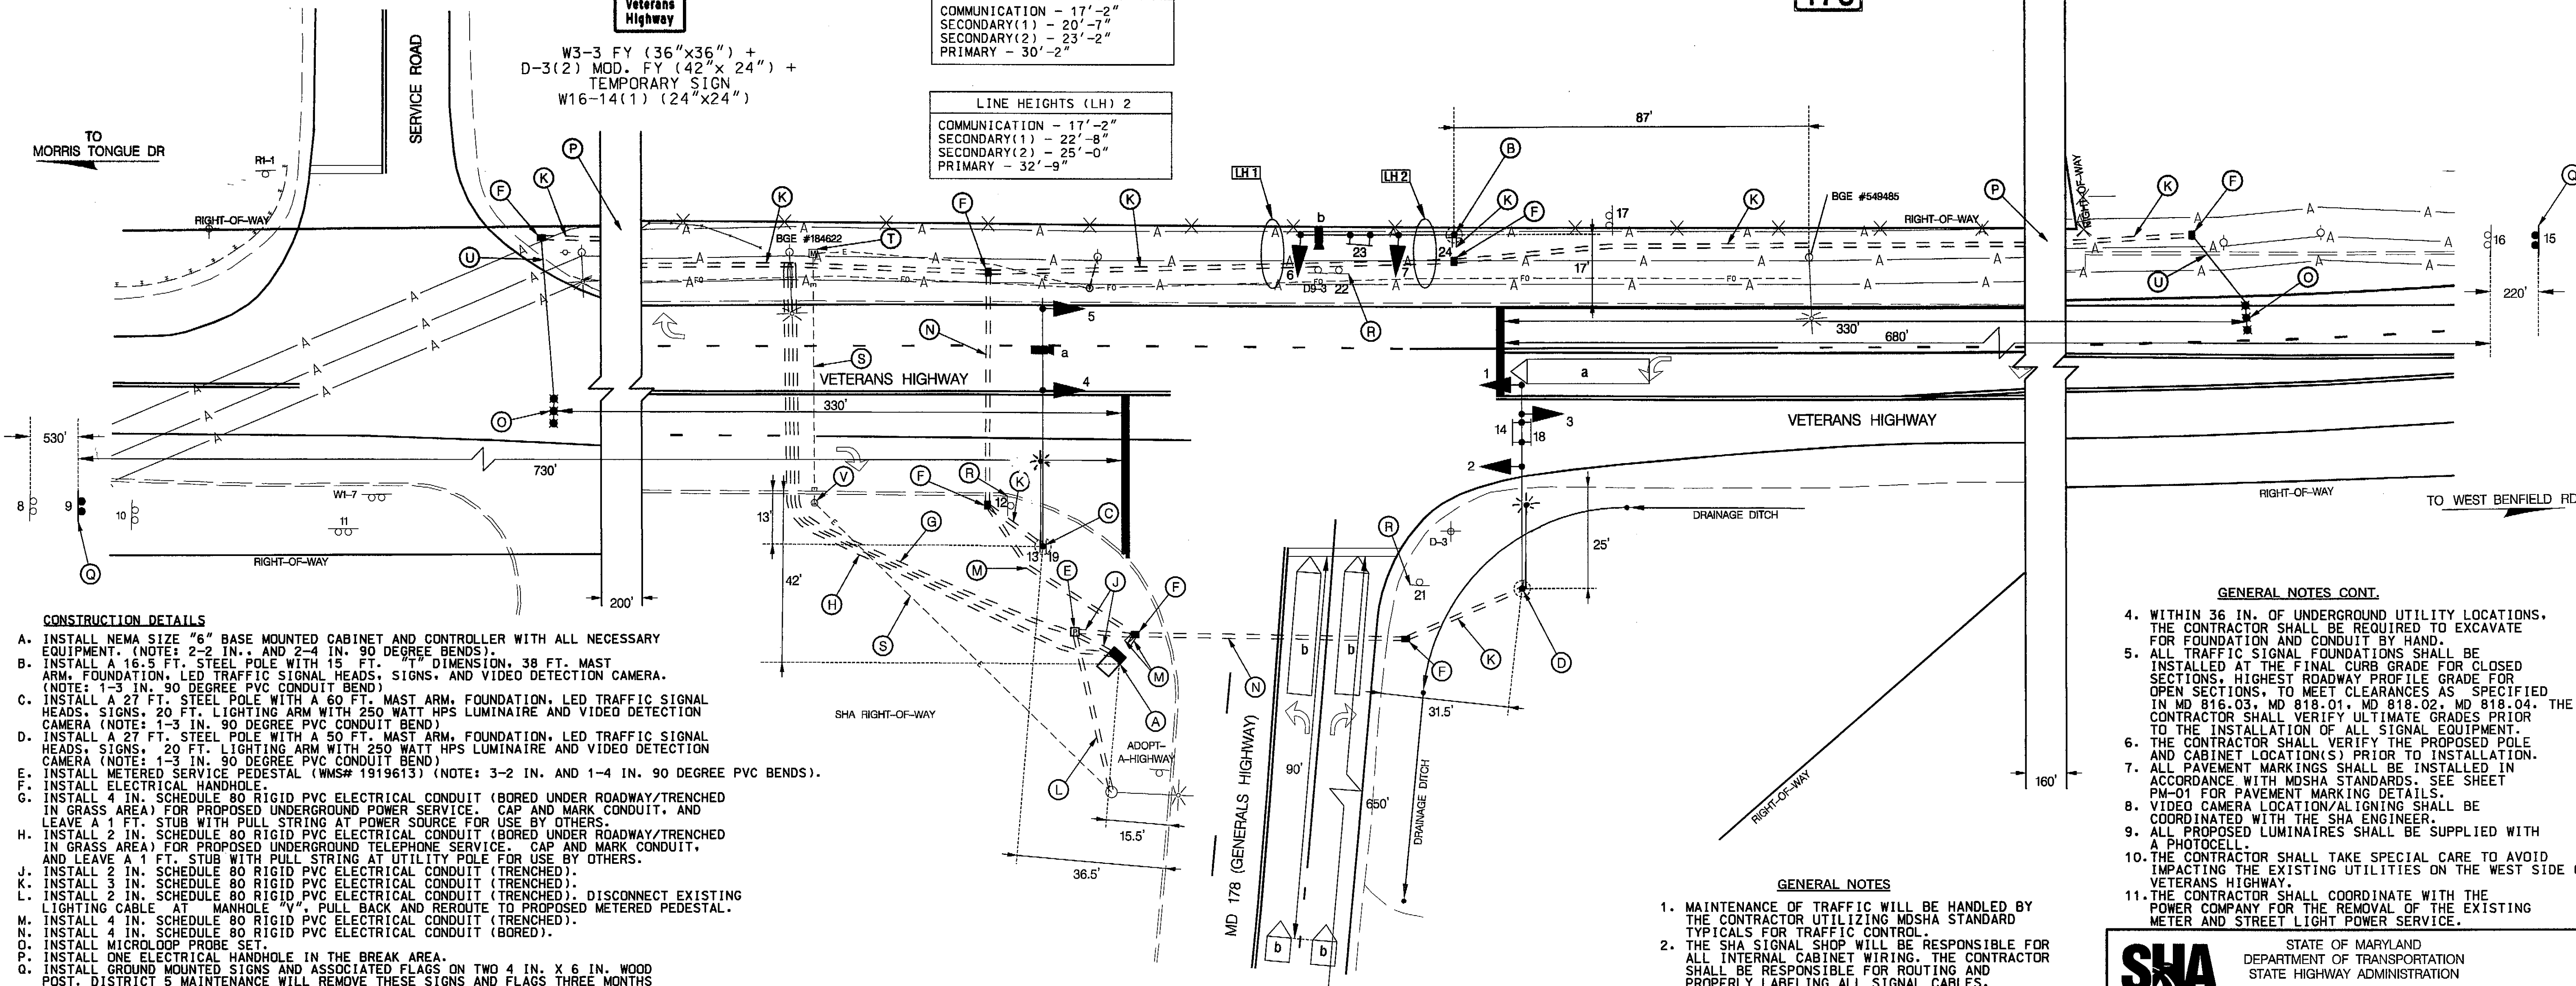 Veterans
Highway
W3-3 FY (36"x36") +
D-3(2) MOD. FY (42"x 24") +
TEMPORARY SIGN
W16-14(1) (24"x24")
COMMUNICATION - 17'-2"
SECONDARY(1) - 20'-7"
SECONDARY(2) - 23'-2"
PRIMARY - 30'-2"
LINE HEIGHTS (LH) 2
COMMUNICATION - 17'-2"
SECONDARY(1) - 22'-8"
SECONDARY(2) - 25'-0"
PRIMARY - 32'-9"
SERVICE ROAD
TO
MORRIS TONGUE DR
R1-1
RIGHT-OF-WAY
F
K
P
U
O
BGE #184622
T
K
F
K
LH 1
LH 2
b
6
7
23
24
D9-3
22
R
87'
B
K
F
17
17'
K
BGE #549485
RIGHT-OF-WAY
P
RIGHT-OF-WAY
K
F
U
O
Q
16
15
220'
330'
680'
5
a
4
N
S
VETERANS HIGHWAY
330'
730'
530'
8
9
10
11
W1-7
Q
RIGHT-OF-WAY
200'
13'
42'
V
F
R
12
K
C
13
19
G
H
S
M
E
J
F
M
A
L
N
SHA RIGHT-OF-WAY
ADOPT-
A-HIGHWAY
15.5'
36.5'
1
a
3
14
18
2
VETERANS HIGHWAY
25'
D-3
R
21
DRAINAGE DITCH
F
K
D
31.5'
b
b
90'
650'
b
b
DRAINAGE DITCH
MD 178 (GENERALS HIGHWAY)
RIGHT-OF-WAY
160'
RIGHT-OF-WAY
TO WEST BENFIELD RD
CONSTRUCTION DETAILS
A. INSTALL NEMA SIZE "6" BASE MOUNTED CABINET AND CONTROLLER WITH ALL NECESSARY
EQUIPMENT. (NOTE: 2-2 IN., AND 2-4 IN. 90 DEGREE BENDS).
B. INSTALL A 16.5 FT. STEEL POLE WITH 15 FT. "T" DIMENSION, 38 FT. MAST
ARM, FOUNDATION, LED TRAFFIC SIGNAL HEADS, SIGNS, AND VIDEO DETECTION CAMERA.
(NOTE: 1-3 IN. 90 DEGREE PVC CONDUIT BEND)
C. INSTALL A 27 FT. STEEL POLE WITH A 60 FT. MAST ARM, FOUNDATION, LED TRAFFIC SIGNAL
HEADS, SIGNS, 20 FT. LIGHTING ARM WITH 250 WATT HPS LUMINAIRE AND VIDEO DETECTION
CAMERA (NOTE: 1-3 IN. 90 DEGREE PVC CONDUIT BEND)
D. INSTALL A 27 FT. STEEL POLE WITH A 50 FT. MAST ARM, FOUNDATION, LED TRAFFIC SIGNAL
HEADS, SIGNS, 20 FT. LIGHTING ARM WITH 250 WATT HPS LUMINAIRE AND VIDEO DETECTION
CAMERA (NOTE: 1-3 IN. 90 DEGREE PVC CONDUIT BEND)
E. INSTALL METERED SERVICE PEDESTAL (WMS# 1919613) (NOTE: 3-2 IN. AND 1-4 IN. 90 DEGREE PVC BENDS).
F. INSTALL ELECTRICAL HANDHOLE.
G. INSTALL 4 IN. SCHEDULE 80 RIGID PVC ELECTRICAL CONDUIT (BORED UNDER ROADWAY/TRENCHED
IN GRASS AREA) FOR PROPOSED UNDERGROUND POWER SERVICE. CAP AND MARK CONDUIT, AND
LEAVE A 1 FT. STUB WITH PULL STRING AT POWER SOURCE FOR USE BY OTHERS.
H. INSTALL 2 IN. SCHEDULE 80 RIGID PVC ELECTRICAL CONDUIT (BORED UNDER ROADWAY/TRENCHED
IN GRASS AREA) FOR PROPOSED UNDERGROUND TELEPHONE SERVICE. CAP AND MARK CONDUIT,
AND LEAVE A 1 FT. STUB WITH PULL STRING AT UTILITY POLE FOR USE BY OTHERS.
J. INSTALL 2 IN. SCHEDULE 80 RIGID PVC ELECTRICAL CONDUIT (TRENCHED).
K. INSTALL 3 IN. SCHEDULE 80 RIGID PVC ELECTRICAL CONDUIT (TRENCHED).
L. INSTALL 2 IN. SCHEDULE 80 RIGID PVC ELECTRICAL CONDUIT (TRENCHED). DISCONNECT EXISTING
LIGHTING CABLE AT MANHOLE "V", PULL BACK AND REROUTE TO PROPOSED METERED PEDESTAL.
M. INSTALL 4 IN. SCHEDULE 80 RIGID PVC ELECTRICAL CONDUIT (TRENCHED).
N. INSTALL 4 IN. SCHEDULE 80 RIGID PVC ELECTRICAL CONDUIT (BORED).
O. INSTALL MICROLOOP PROBE SET.
P. INSTALL ONE ELECTRICAL HANDHOLE IN THE BREAK AREA.
Q. INSTALL GROUND MOUNTED SIGNS AND ASSOCIATED FLAGS ON TWO 4 IN. X 6 IN. WOOD
POST. DISTRICT 5 MAINTENANCE WILL REMOVE THESE SIGNS AND FLAGS THREE MONTHS
GENERAL NOTES
1. MAINTENANCE OF TRAFFIC WILL BE HANDLED BY
THE CONTRACTOR UTILIZING MDSHA STANDARD
TYPICALS FOR TRAFFIC CONTROL.
2. THE SHA SIGNAL SHOP WILL BE RESPONSIBLE FOR
ALL INTERNAL CABINET WIRING. THE CONTRACTOR
SHALL BE RESPONSIBLE FOR ROUTING AND
PROPERLY LABELING ALL SIGNAL CABLES.
GENERAL NOTES CONT.
4. WITHIN 36 IN. OF UNDERGROUND UTILITY LOCATIONS,
THE CONTRACTOR SHALL BE REQUIRED TO EXCAVATE
FOR FOUNDATION AND CONDUIT BY HAND.
5. ALL TRAFFIC SIGNAL FOUNDATIONS SHALL BE
INSTALLED AT THE FINAL CURB GRADE FOR CLOSED
SECTIONS, HIGHEST ROADWAY PROFILE GRADE FOR
OPEN SECTIONS, TO MEET CLEARANCES AS SPECIFIED
IN MD 816.03, MD 818.01, MD 818.02, MD 818.04. THE
CONTRACTOR SHALL VERIFY ULTIMATE GRADES PRIOR
TO THE INSTALLATION OF ALL SIGNAL EQUIPMENT.
6. THE CONTRACTOR SHALL VERIFY THE PROPOSED POLE
AND CABINET LOCATION(S) PRIOR TO INSTALLATION.
7. ALL PAVEMENT MARKINGS SHALL BE INSTALLED IN
ACCORDANCE WITH MDSHA STANDARDS. SEE SHEET
PM-01 FOR PAVEMENT MARKING DETAILS.
8. VIDEO CAMERA LOCATION/ALIGNING SHALL BE
COORDINATED WITH THE SHA ENGINEER.
9. ALL PROPOSED LUMINAIRES SHALL BE SUPPLIED WITH
A PHOTOCELL.
10. THE CONTRACTOR SHALL TAKE SPECIAL CARE TO AVOID
IMPACTING THE EXISTING UTILITIES ON THE WEST SIDE
VETERANS HIGHWAY.
11. THE CONTRACTOR SHALL COORDINATE WITH THE
POWER COMPANY FOR THE REMOVAL OF THE EXISTING
METER AND STREET LIGHT POWER SERVICE.
SHA
STATE OF MARYLAND
DEPARTMENT OF TRANSPORTATION
STATE HIGHWAY ADMINISTRATION